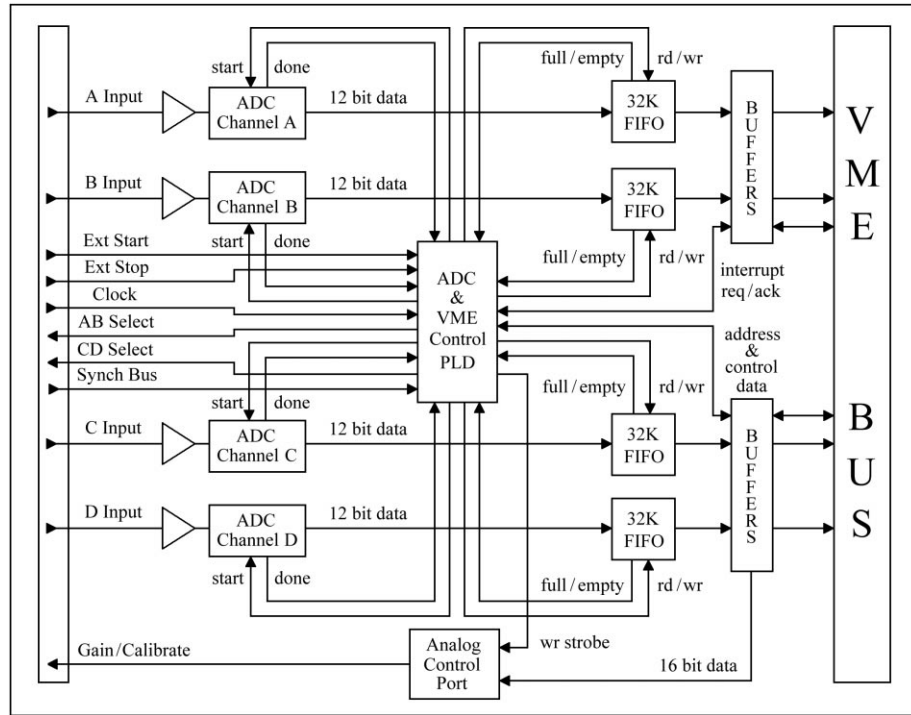 full/empty
rd/wr
start
done
A Input
ADC
Channel A
12 bit data
32K
FIFO
BUFFERS
VME
B Input
ADC
Channel B
12 bit data
32K
FIFO
start
done
full/empty
rd/wr
Ext Start
Ext Stop
Clock
AB Select
CD Select
Synch Bus
ADC
&
VME
Control
PLD
interrupt
req/ack
address
&
control
data
start
done
full/empty
rd/wr
C Input
ADC
Channel C
12 bit data
32K
FIFO
BUFFERS
BUS
D Input
ADC
Channel D
12 bit data
32K
FIFO
start
done
full/empty
rd/wr
Gain/Calibrate
Analog
Control
Port
wr strobe
16 bit data